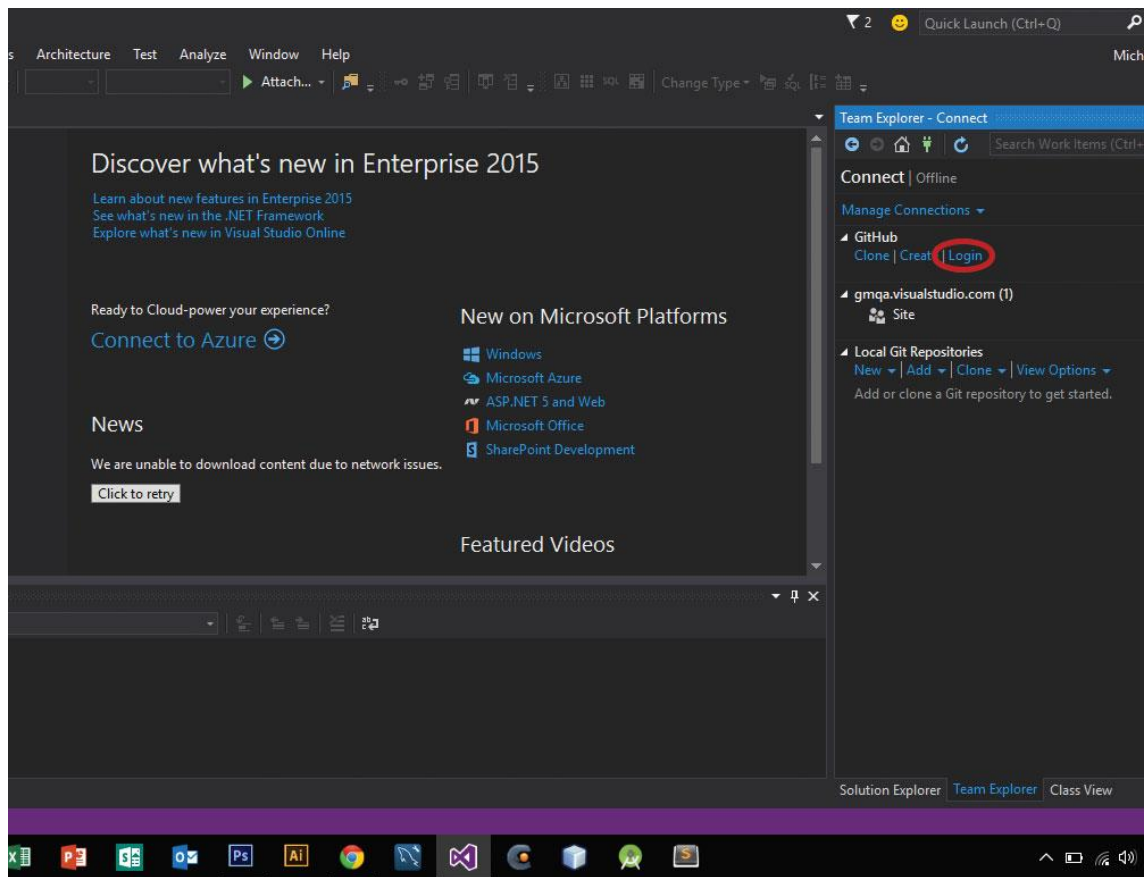 2 Quick Launch (Ctrl+Q)
s Architecture Test Analyze Window Help Mich
Attach... SQL Change Type SQL
Team Explorer - Connect
Search Work Items (Ctrl+
Connect | Offline
Manage Connections
GitHub
Clone | Creat | Login
gmqa.visualstudio.com (1)
Site
Local Git Repositories
New | Add | Clone | View Options
Add or clone a Git repository to get started.
Discover what's new in Enterprise 2015
Learn about new features in Enterprise 2015
See what's new in the .NET Framework
Explore what's new in Visual Studio Online
Ready to Cloud-power your experience?
Connect to Azure
News
We are unable to download content due to network issues.
Click to retry
New on Microsoft Platforms
Windows
Microsoft Azure
ASP.NET 5 and Web
Microsoft Office
SharePoint Development
Featured Videos
Solution Explorer Team Explorer Class View
Ps Ai S